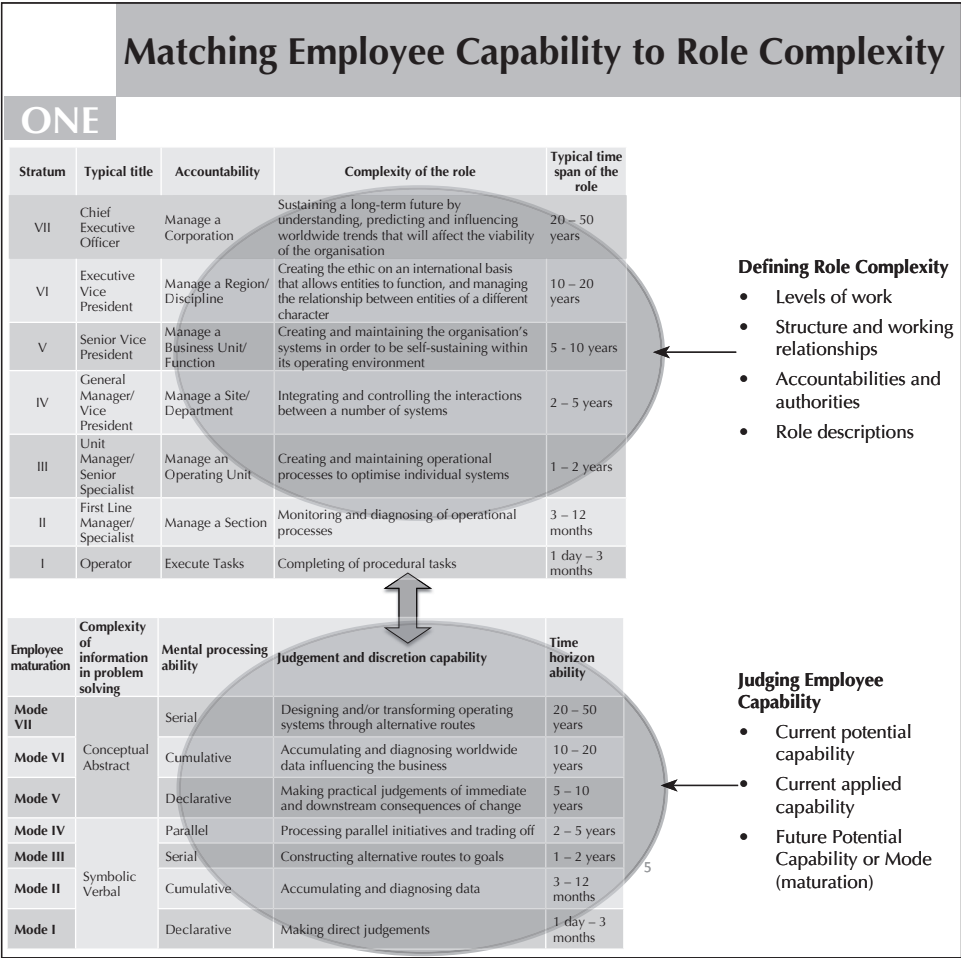 Matching Employee Capability to Role Complexity
ONE
Stratum Typical title Accountability Complexity of the role Typical time
span of the
role
VII
Chief
Executive
Officer
Manage a
Corporation
Sustaining a long-term future by
understanding, predicting and influencing
worldwide trends that will affect the viability
of the organisation
20 – 50
years
VI
Executive
Vice
President
Manage a Region/
Discipline
Creating the ethic on an international basis
that allows entities to function, and managing
the relationship between entities of a different
character
10 – 20
years
V
Senior Vice
President
Manage a
Business Unit/
Function
Creating and maintaining the organisation’s
systems in order to be self-sustaining within
its operating environment
5 - 10 years
IV
General
Manager/
Vice
President
Manage a Site/
Department
Integrating and controlling the interactions
between a number of systems
2 – 5 years
III
Unit
Manager/
Senior
Specialist
Manage an
Operating Unit
Creating and maintaining operational
processes to optimise individual systems
1 – 2 years
II
First Line
Manager/
Specialist
Manage a Section
Monitoring and diagnosing of operational
processes
3 – 12
months
I
Operator
Execute Tasks
Completing of procedural tasks
1 day – 3
months
Defining Role Complexity
• Levels of work
• Structure and working
relationships
• Accountabilities and
authorities
• Role descriptions
Employee
maturation
Complexity
of
information
in problem
solving
Mental processing
ability
Judgement and discretion capability
Time
horizon
ability
Mode
VII
Conceptual
Abstract
Serial
Designing and/or transforming operating
systems through alternative routes
20 – 50
years
Mode VI
Cumulative
Accumulating and diagnosing worldwide
data influencing the business
10 – 20
years
Mode V
Declarative
Making practical judgements of immediate
and downstream consequences of change
5 – 10
years
Mode IV
Symbolic
Verbal
Parallel
Processing parallel initiatives and trading off
2 – 5 years
Mode III
Serial
Constructing alternative routes to goals
1 – 2 years
Mode II
Cumulative
Accumulating and diagnosing data
3 – 12
months
Mode I
Declarative
Making direct judgements
1 day – 3
months
5
Judging Employee
Capability
• Current potential
capability
• Current applied
capability
• Future Potential
Capability or Mode
(maturation)